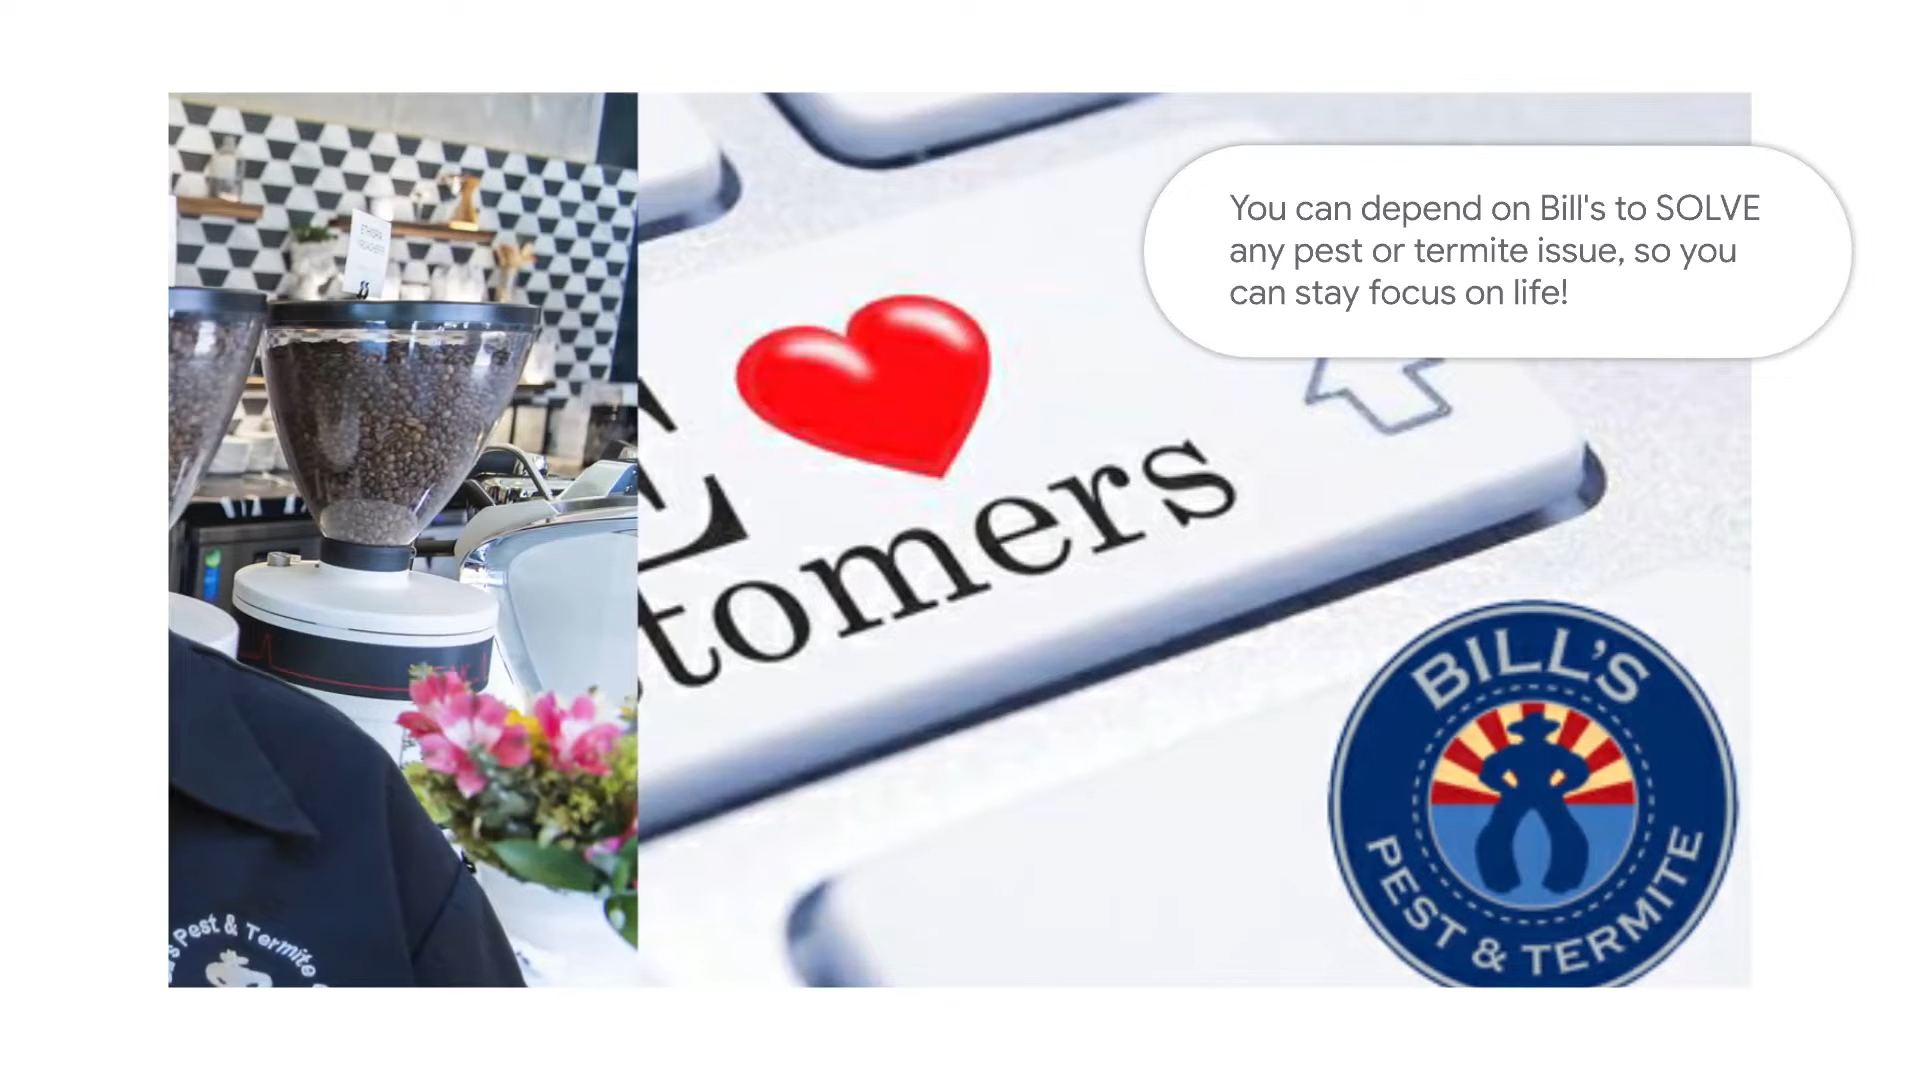 You can depend on Bill's to SOLVE
any pest or termite issue, so you
can stay focus on life!
E
tomers
BILL'S
PEST & TERMITE
Pest & Termite